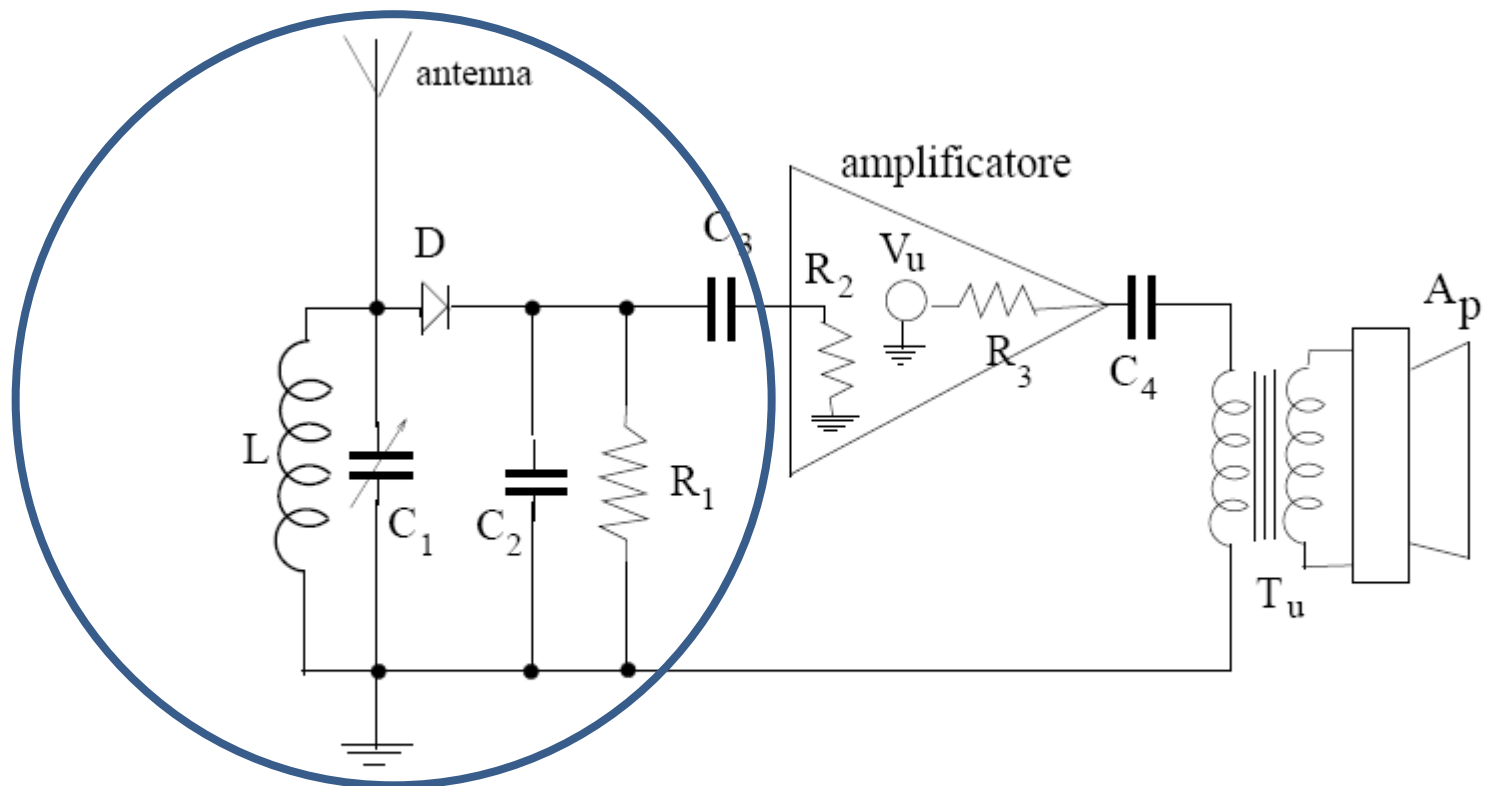 antenna
amplificatore
D
C3
R2
Vu
R3
C4
Ap
L
C1
C2
R1
Tu